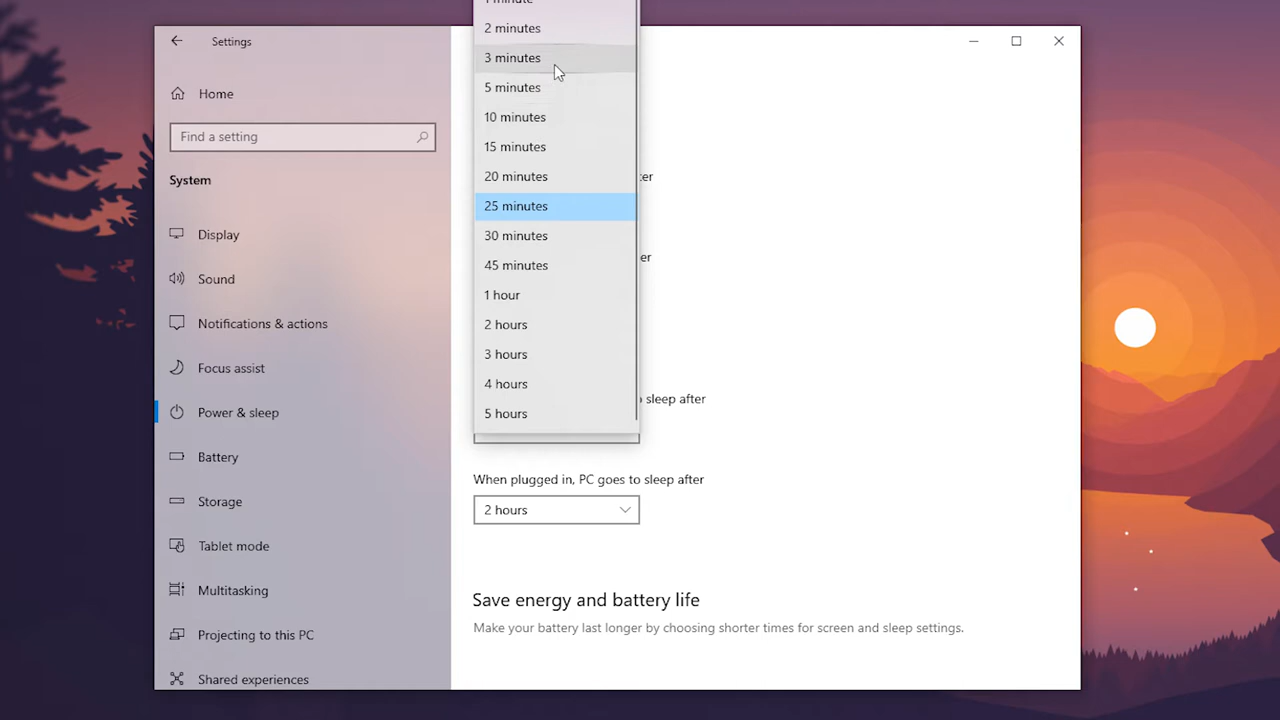 Settings
Home
Find a setting
System
Display
Sound
Notifications & actions
Focus assist
Power & sleep
Battery
Storage
Tablet mode
Multitasking
Projecting to this PC
Shared experiences
1 minute
2 minutes
3 minutes
5 minutes
10 minutes
15 minutes
20 minutes
25 minutes
30 minutes
45 minutes
1 hour
2 hours
3 hours
4 hours
5 hours
ter
er
o sleep after
When plugged in, PC goes to sleep after
2 hours
Save energy and battery life
Make your battery last longer by choosing shorter times for screen and sleep settings.